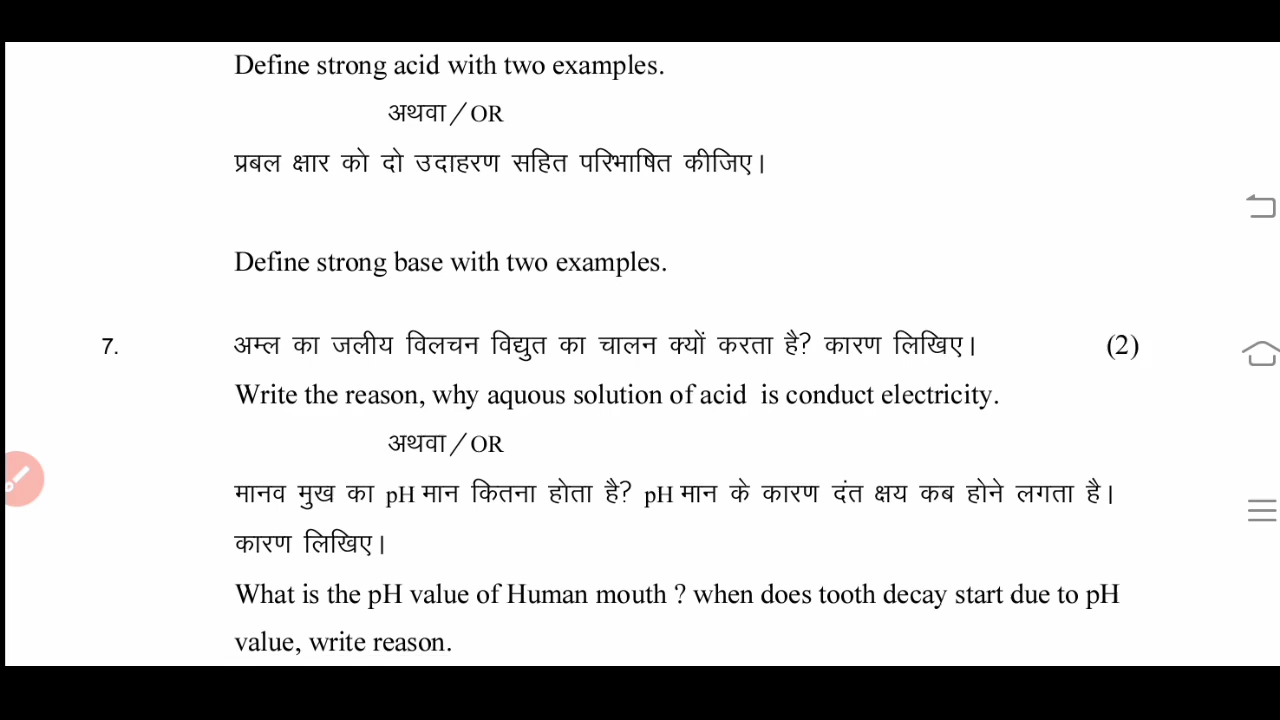 Define strong acid with two examples.
अथवा/OR
प्रबल क्षार को दो उदाहरण सहित परिभाषित कीजिए।
Define strong base with two examples.
7. अम्ल का जलीय विलचन विद्युत का चालन क्यों करता है? कारण लिखिए। (2)
Write the reason, why aquous solution of acid is conduct electricity.
अथवा/OR
मानव मुख का pH मान कितना होता है? pH मान के कारण दंत क्षय कब होने लगता है।
कारण लिखिए।
What is the pH value of Human mouth ? when does tooth decay start due to pH
value, write reason.